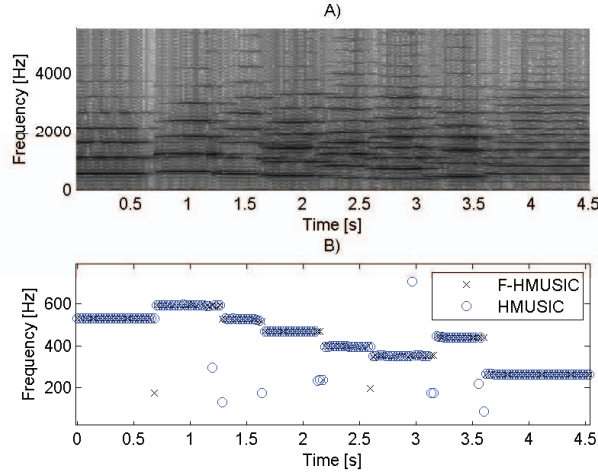 A)
Frequency [Hz]
4000
2000
0
0.5 1 1.5 2 2.5 3 3.5 4 4.5
Time [s]
B)
Frequency [Hz]
600
400
200
F-HMUSIC
HMUSIC
0 0.5 1 1.5 2 2.5 3 3.5 4 4.5
Time [s]